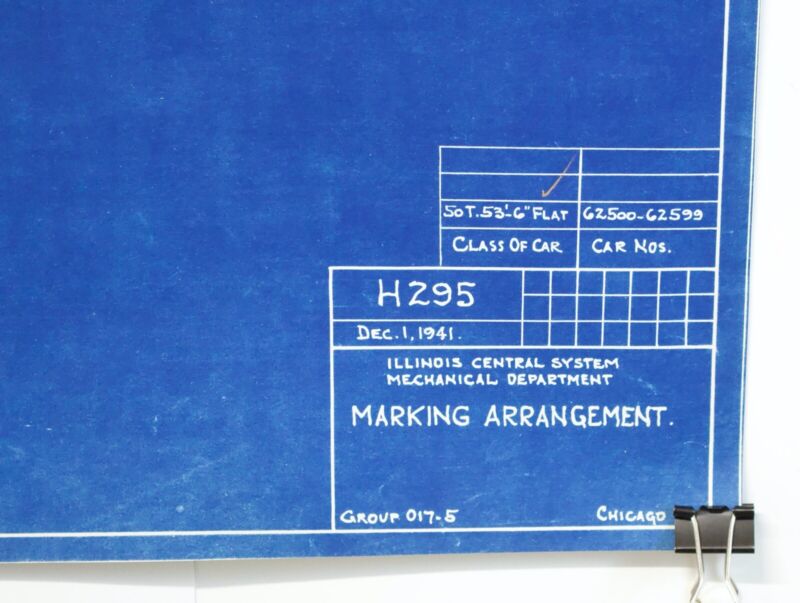 50T. 53'-6" FLAT 62500-62599
CLASS OF CAR CAR NOS.
H295
DEC. 1, 1941.
ILLINOIS CENTRAL SYSTEM
MECHANICAL DEPARTMENT
MARKING ARRANGEMENT.
GROUP 017-5 CHICAGO